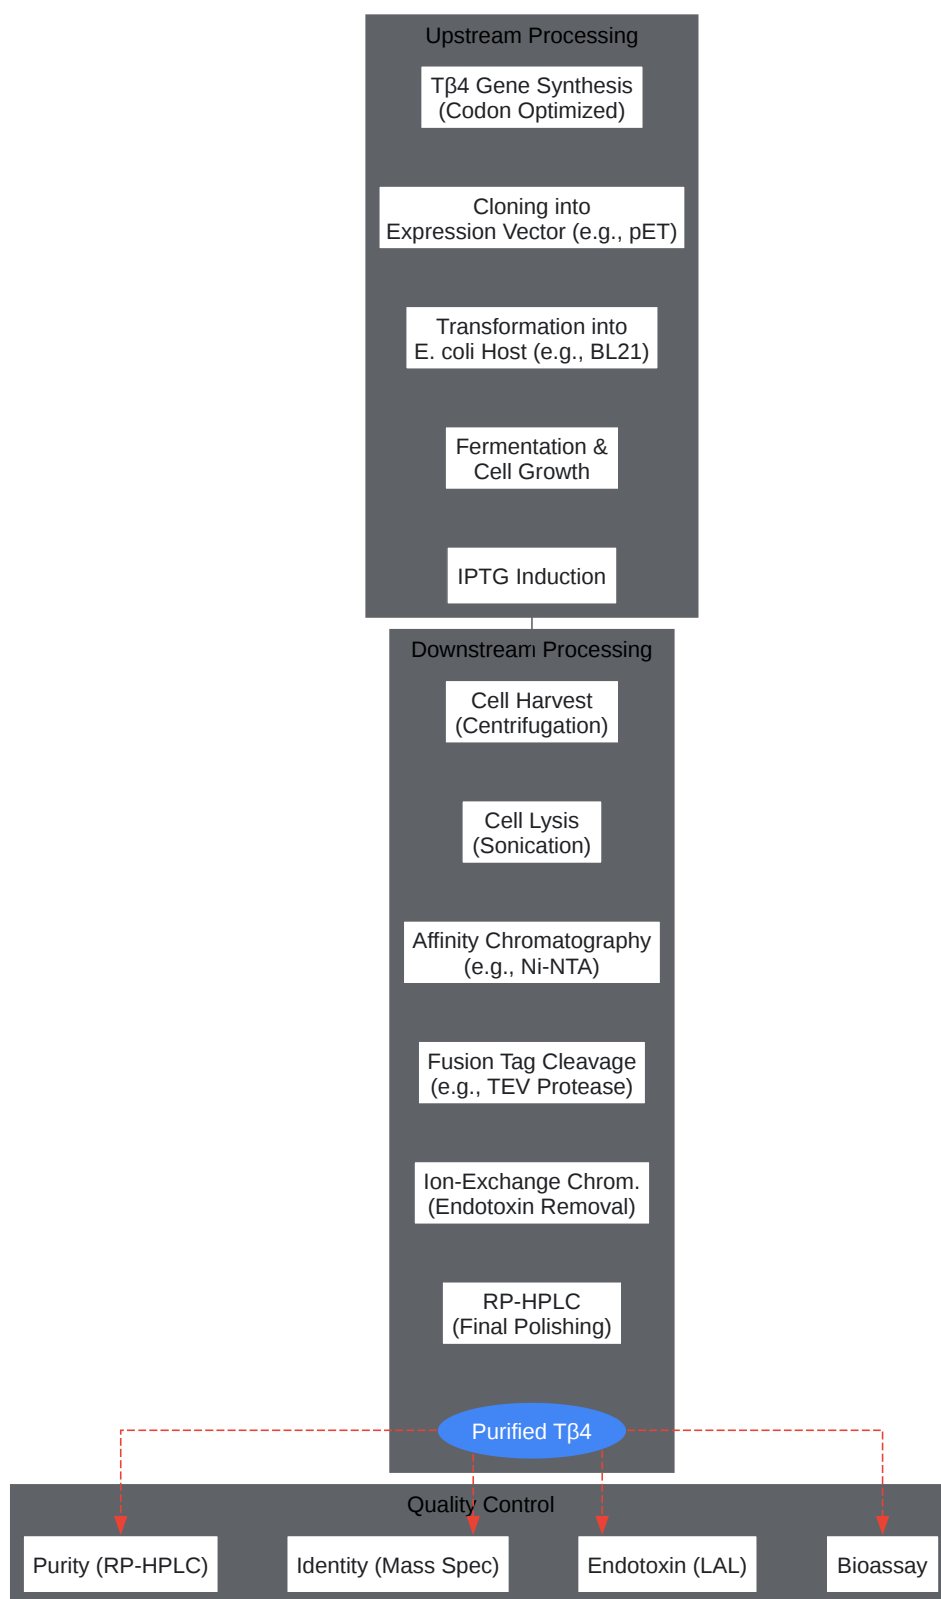 Upstream Processing
Tβ4 Gene Synthesis
(Codon Optimized)
Cloning into
Expression Vector (e.g., pET)
Transformation into
E. coli Host (e.g., BL21)
Fermentation &
Cell Growth
IPTG Induction
Downstream Processing
Cell Harvest
(Centrifugation)
Cell Lysis
(Sonication)
Affinity Chromatography
(e.g., Ni-NTA)
Fusion Tag Cleavage
(e.g., TEV Protease)
Ion-Exchange Chrom.
(Endotoxin Removal)
RP-HPLC
(Final Polishing)
Purified Tβ4
Quality Control
Purity (RP-HPLC)
Identity (Mass Spec)
Endotoxin (LAL)
Bioassay